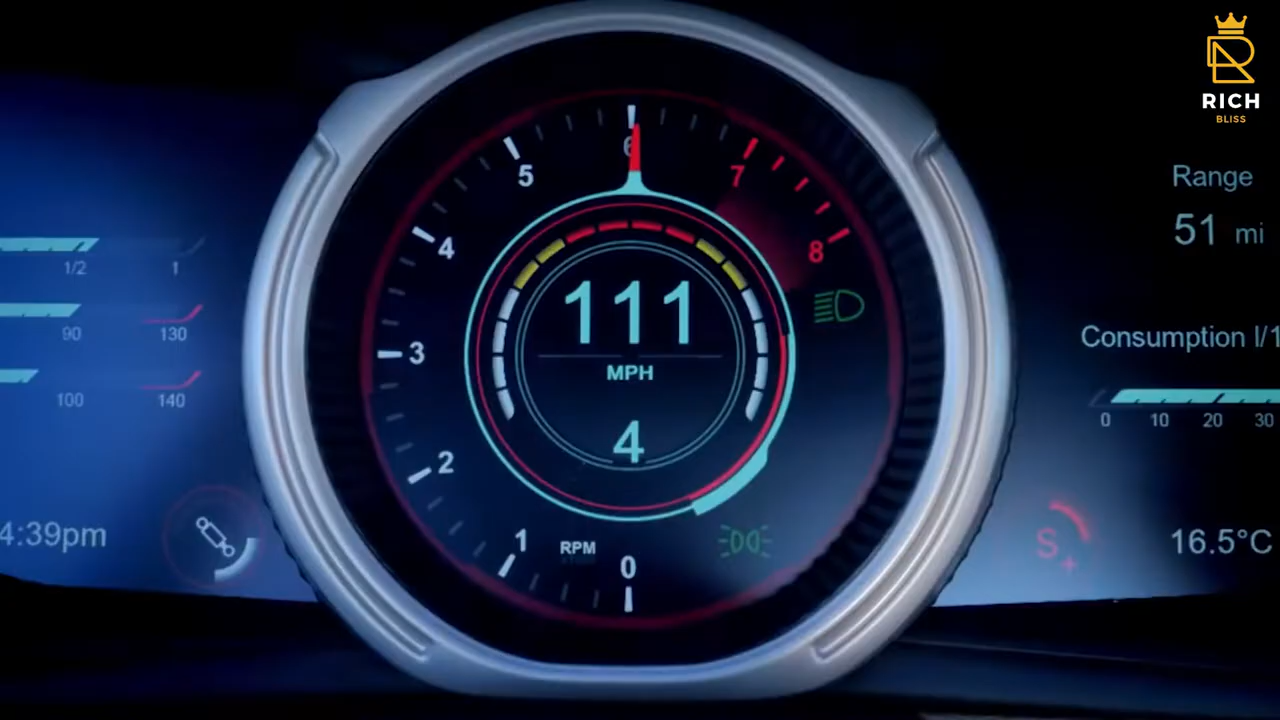 RICH
BLISS
Range
51 mi
Consumption l/1
0 10 20 30
16.5°C
S+
1/2 1
90 130
100 140
4:39pm
0
1
2
3
4
5
6
7
8
RPM
111
MPH
4